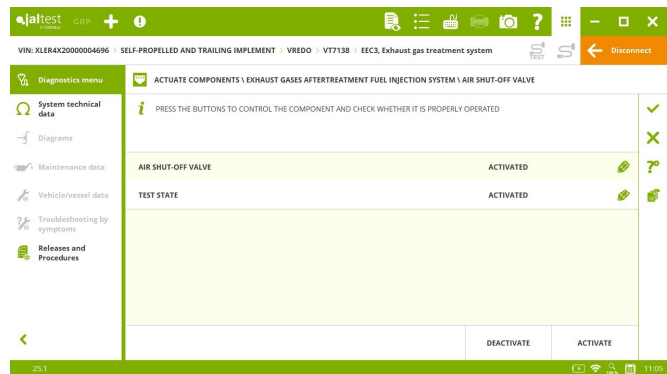 jaltest GRP
VIN: XLER4X20000004696 > SELF-PROPELLED AND TRAILING IMPLEMENT > VREDO > VT7138 > EEC3, Exhaust gas treatment system
TEST
Disconnect
Diagnostics menu
ACTUATE COMPONENTS \ EXHAUST GASES AFTERTREATMENT FUEL INJECTION SYSTEM \ AIR SHUT-OFF VALVE
System technical
data
PRESS THE BUTTONS TO CONTROL THE COMPONENT AND CHECK WHETHER IT IS PROPERLY OPERATED
Diagrams
Maintenance data
AIR SHUT-OFF VALVE ACTIVATED
Vehicle/vessel data
TEST STATE ACTIVATED
Troubleshooting by
symptoms
Releases and
Procedures
DEACTIVATE ACTIVATE
25.1 11:05